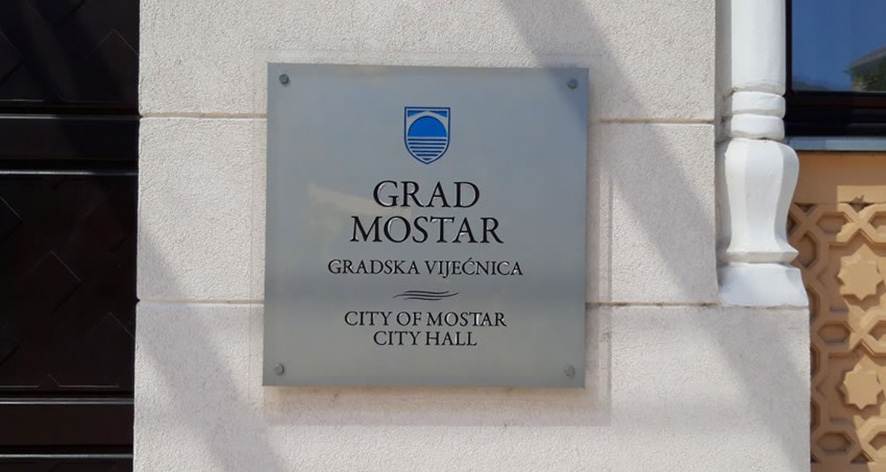 GRAD
MOSTAR
GRADSKA VIJEĆNICA
CITY OF MOSTAR
CITY HALL